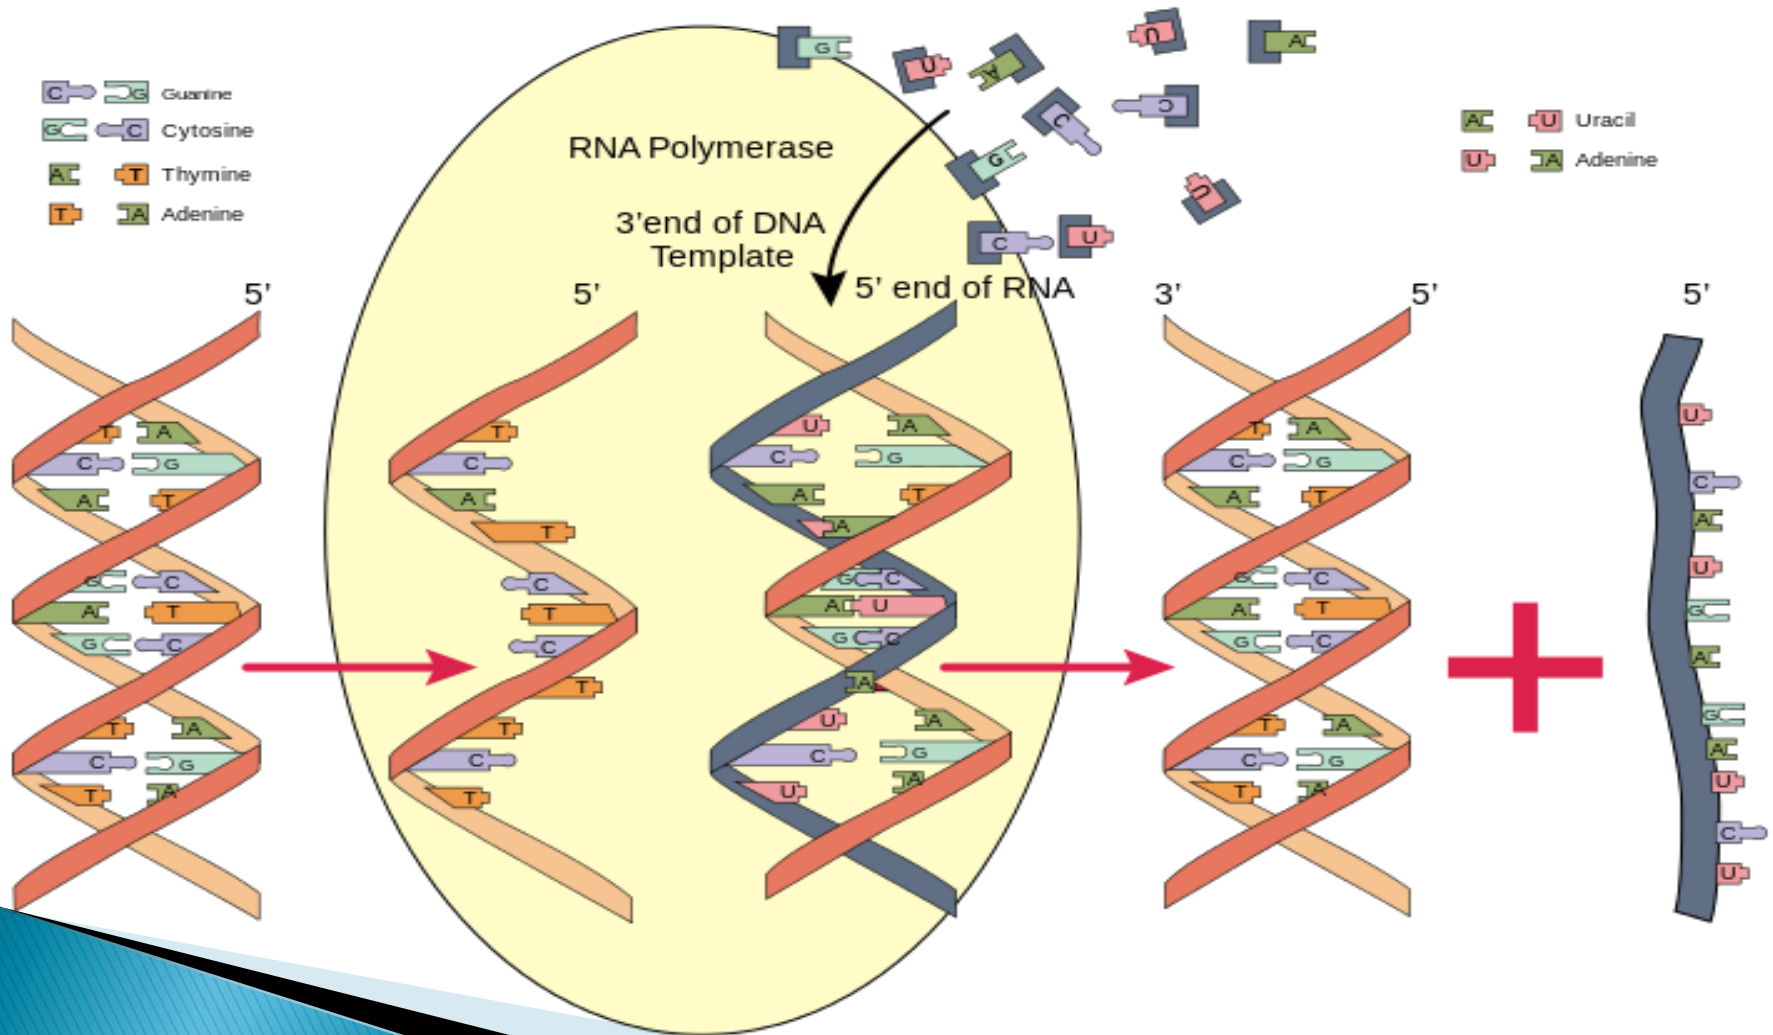 C G Guanine
G C Cytosine
A T Thymine
T A Adenine
G
U
A
U
A
C
C
G
U
C
U
A U Uracil
U A Adenine
RNA Polymerase
3’end of DNA
Template
5’ end of RNA
5’
5’
3’
5’
5’
T A
C G
A T
G C
A T
G C
T A
C G
T A
T
C
A
T
C
T
C
T
T
C
T
U A
C G
A T
A
G C
A U
G C
A
U A
C G
U A
T A
C G
A T
G C
A T
G C
T A
C G
T A
U
C
A
U
G
A
G
A
U
C
U